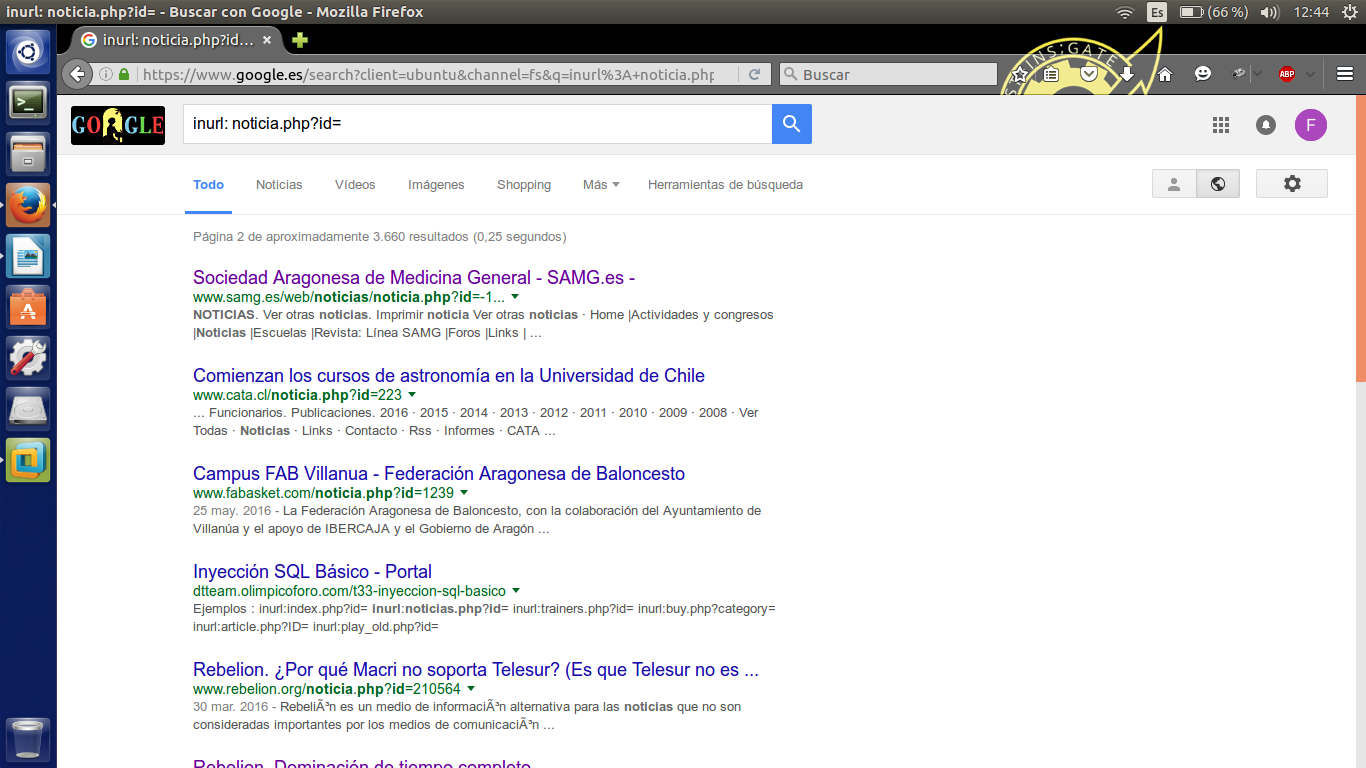 inurl: noticia.php?id= - Buscar con Google - Mozilla Firefox
Es (66 %) 12:44
inurl: noticia.php?id... ×
https://www.google.es/search?client=ubuntu&channel=fs&q=inurl%3A+noticia.php
Buscar
INS;GATE
ABP
GOOGLE
inurl: noticia.php?id=
F
Todo Noticias Vídeos Imágenes Shopping Más Herramientas de búsqueda
Página 2 de aproximadamente 3.660 resultados (0,25 segundos)
Sociedad Aragonesa de Medicina General - SAMG.es -
www.samg.es/web/noticias/noticia.php?id=-1...
NOTICIAS. Ver otras noticias. Imprimir noticia Ver otras noticias · Home |Actividades y congresos
|Noticias |Escuelas |Revista: Línea SAMG |Foros |Links | ...
Comienzan los cursos de astronomía en la Universidad de Chile
www.cata.cl/noticia.php?id=223
... Funcionarios. Publicaciones. 2016 · 2015 · 2014 · 2013 · 2012 · 2011 · 2010 · 2009 · 2008 · Ver
Todas · Noticias · Links · Contacto · Rss · Informes · CATA ...
Campus FAB Villanua - Federación Aragonesa de Baloncesto
www.fabasket.com/noticia.php?id=1239
25 may. 2016 - La Federación Aragonesa de Baloncesto, con la colaboración del Ayuntamiento de
Villanúa y el apoyo de IBERCAJA y el Gobierno de Aragón ...
Inyección SQL Básico - Portal
dtteam.olimpicoforo.com/t33-inyeccion-sql-basico
Ejemplos : inurl:index.php?id= inurl:noticias.php?id= inurl:trainers.php?id= inurl:buy.php?category=
inurl:article.php?ID= inurl:play_old.php?id=
Rebelion. ¿Por qué Macri no soporta Telesur? (Es que Telesur no es ...
www.rebelion.org/noticia.php?id=210564
30 mar. 2016 - RebeliÃ³n es un medio de informaciÃ³n alternativa para las noticias que no son
consideradas importantes por los medios de comunicaciÃ³n ...
Rebelion. Dominación de tiempo completo